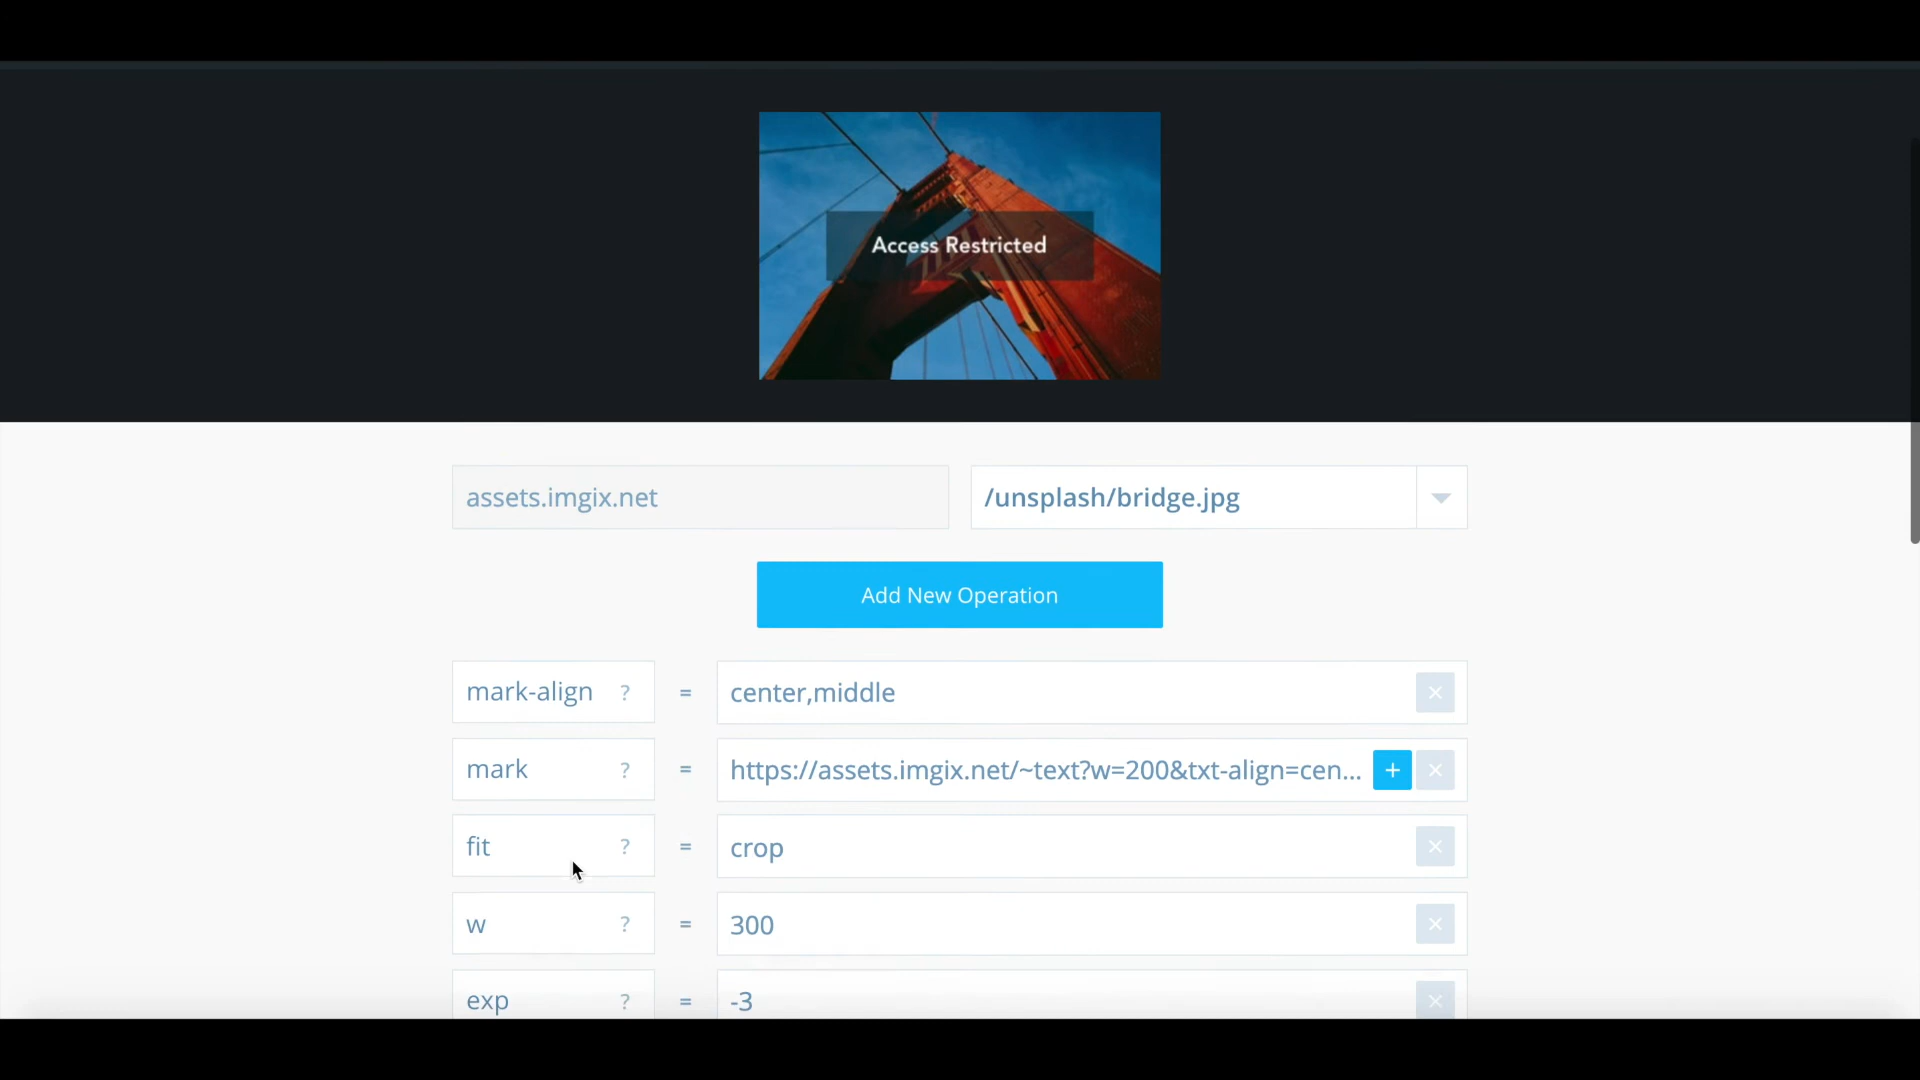 Access Restricted
assets.imgix.net
/unsplash/bridge.jpg
Add New Operation
mark-align ? = center,middle
mark ? = https://assets.imgix.net/~text?w=200&txt-align=cen... +
fit ? = crop
w ? = 300
exp ? = -3